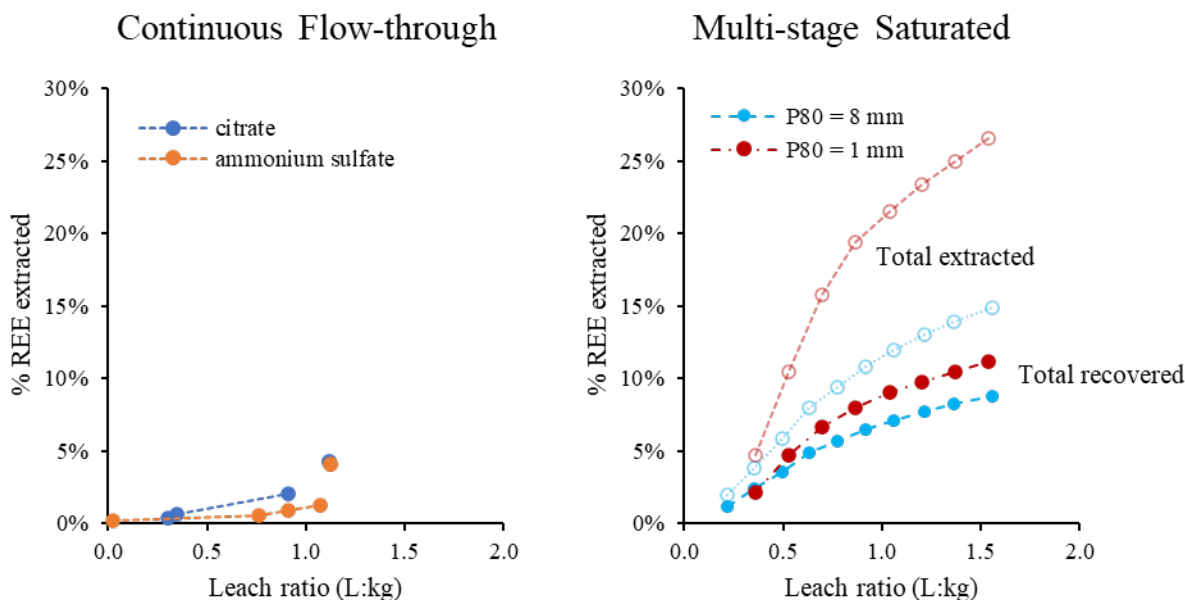 Continuous Flow-through
% REE extracted
30%
25%
20%
15%
10%
5%
0%
citrate
ammonium sulfate
0.0 0.5 1.0 1.5 2.0
Leach ratio (L:kg)
Multi-stage Saturated
% REE extracted
30%
25%
20%
15%
10%
5%
0%
P80 = 8 mm
P80 = 1 mm
Total extracted
Total recovered
0.0 0.5 1.0 1.5 2.0
Leach ratio (L:kg)